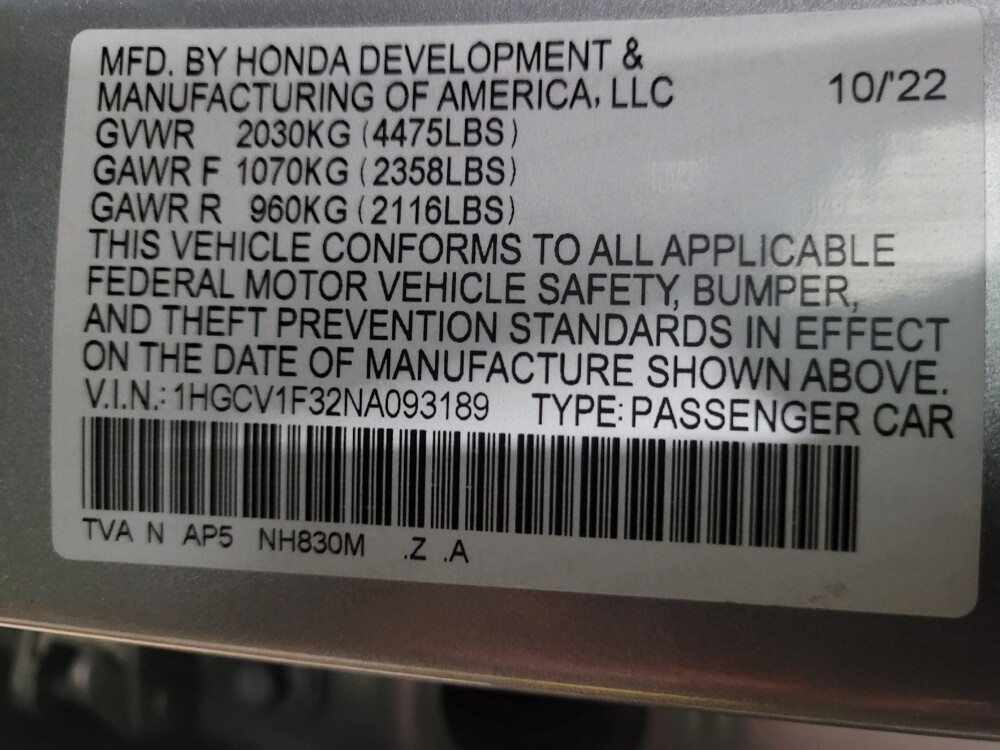 MFD. BY HONDA DEVELOPMENT &
MANUFACTURING OF AMERICA, LLC 10/'22
GVWR 2030KG (4475LBS)
GAWR F 1070KG (2358LBS)
GAWR R 960KG (2116LBS)
THIS VEHICLE CONFORMS TO ALL APPLICABLE
FEDERAL MOTOR VEHICLE SAFETY, BUMPER,
AND THEFT PREVENTION STANDARDS IN EFFECT
ON THE DATE OF MANUFACTURE SHOWN ABOVE.
V.I.N.: 1HGCV1F32NA093189 TYPE: PASSENGER CAR
TVA N AP5 NH830M .Z .A